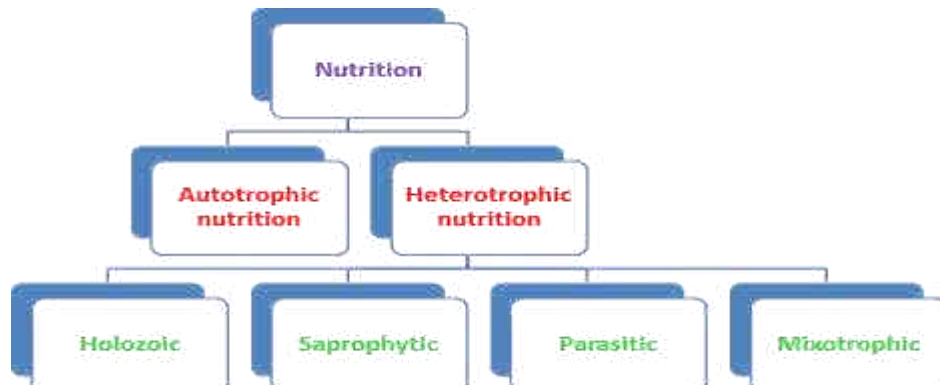 Nutrition
Autotrophic
nutrition
Heterotrophic
nutrition
Holozoic
Saprophytic
Parasitic
Mixotrophic